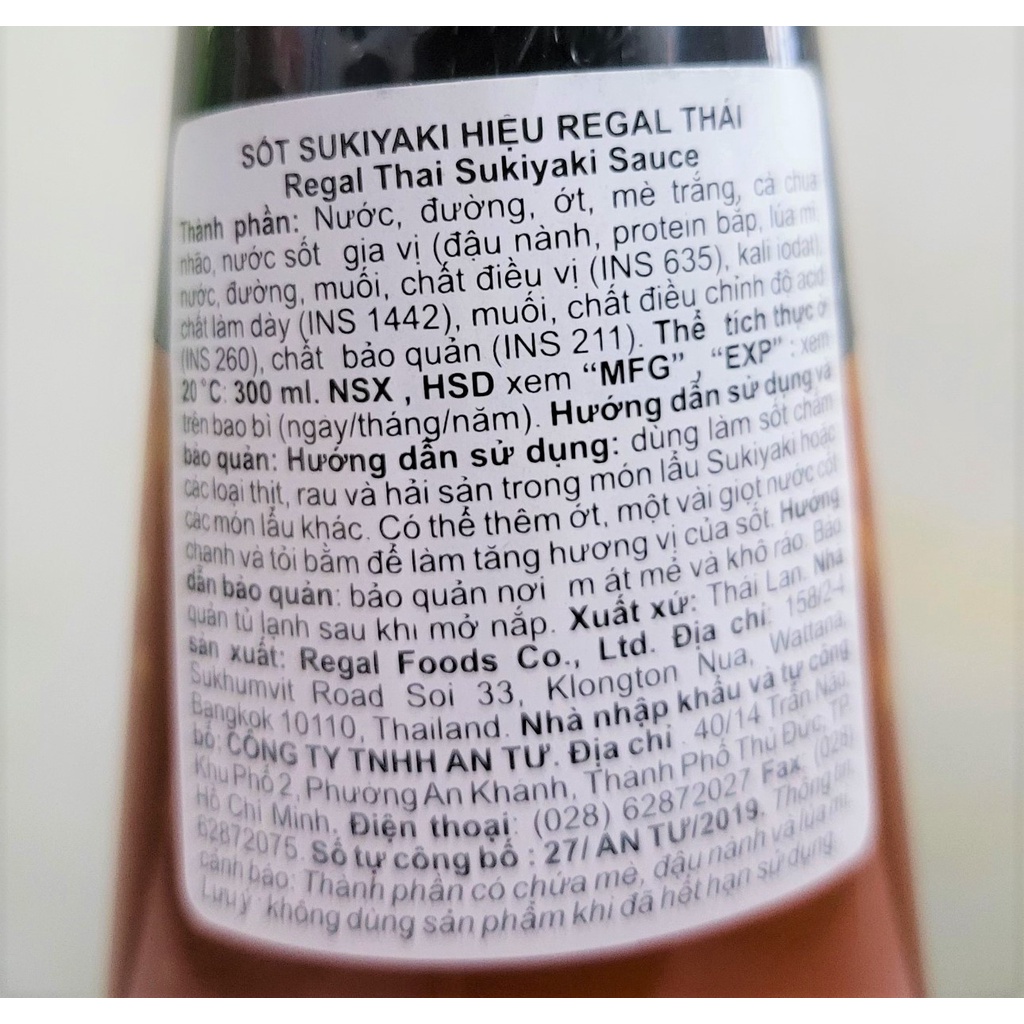 SÓT SUKIYAKI HIỆU REGAL THÁI
Regal Thai Sukiyaki Sauce
Thành phần: Nước, đường, ớt, mè trắng, cà chua
nhão, nước sốt gia vị (đậu nành, protein bắp, lúa mì,
nước, đường, muối, chất điều vị (INS 635), kali iodat),
chất làm dày (INS 1442), muối, chất điều chỉnh độ acid
(INS 260), chất bảo quản (INS 211). Thể tích thực ở
20°C: 300 ml. NSX , HSD xem “MFG” , “EXP” : xem
trên bao bì (ngày/tháng/năm). Hướng dẫn sử dụng và
bảo quản: Hướng dẫn sử dụng: dùng làm sốt chấm
các loại thịt, rau và hải sản trong món lẩu Sukiyaki hoặc
các món lẩu khác. Có thể thêm ớt, một vài giọt nước cốt
chanh và tỏi bằm để làm tăng hương vị của sốt. Hướng
dẫn bảo quản: bảo quản nơi m át mẻ và khô ráo. Bảo
quản tủ lạnh sau khi mở nắp. Xuất xứ: Thái Lan. Nhà
sản xuất: Regal Foods Co., Ltd. Địa chỉ: 158/2-4
Sukhumvit Road Soi 33, Klongton Nua, Wattana,
Bangkok 10110, Thailand. Nhà nhập khẩu và tự công
bố: CÔNG TY TNHH AN TƯ. Địa chỉ : 40/14 Trần Não,
Khu Phố 2, Phường An Khánh, Thành Phố Thủ Đức, TP.
Hồ Chí Minh. Điện thoại: (028) 62872027 Fax: (028)
62872075. Số tự công bố : 27/ AN TƯ/2019. Thông tin
cảnh báo: Thành phần có chứa mè, đậu nành và lúa mì.
Lưu ý : không dùng sản phẩm khi đã hết hạn sử dụng.